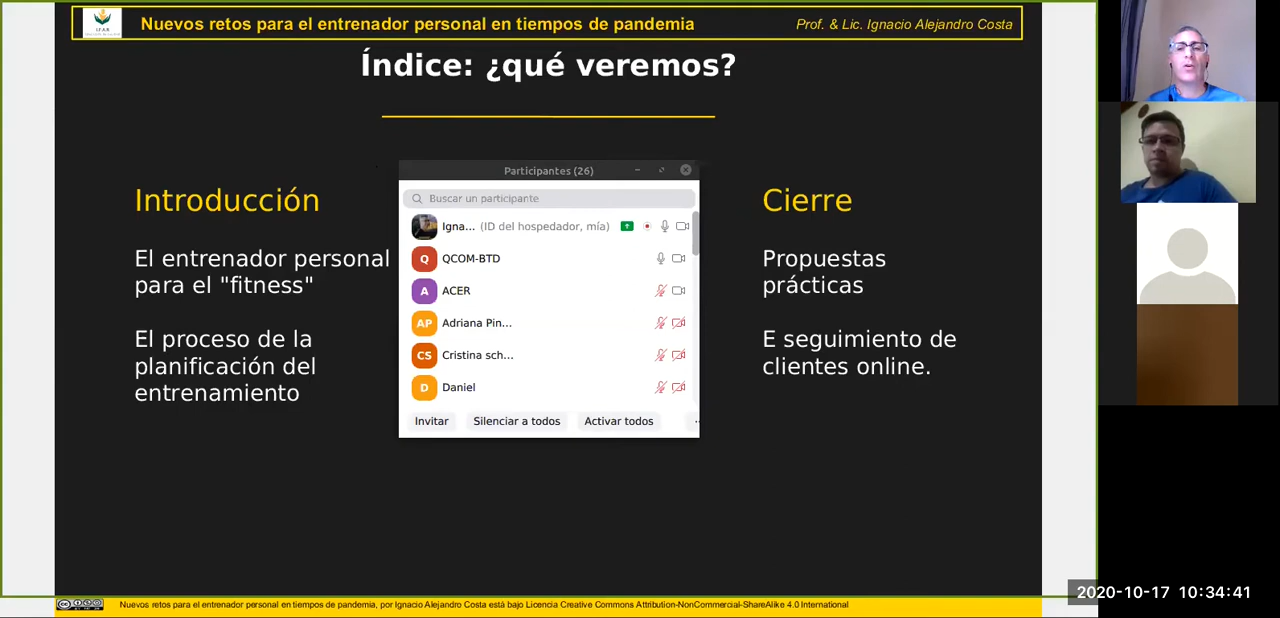 IFAR
Nuevos retos para el entrenador personal en tiempos de pandemia
Prof. & Lic. Ignacio Alejandro Costa
Índice: ¿qué veremos?
Introducción
El entrenador personal
para el "fitness"
El proceso de la
planificación del
entrenamiento
Participantes (26)
Buscar un participante
Igna... (ID del hospedador, mía)
Q QCOM-BTD
A ACER
AP Adriana Pin...
CS Cristina sch...
D Daniel
Invitar Silenciar a todos Activar todos ..
Cierre
Propuestas
prácticas
E seguimiento de
clientes online.
2020-10-17 10:34:41
Nuevos retos para el entrenador personal en tiempos de pandemia, por Ignacio Alejandro Costa está bajo Licencia Creative Commons Attribution-NonCommercial-ShareAlike 4.0 International